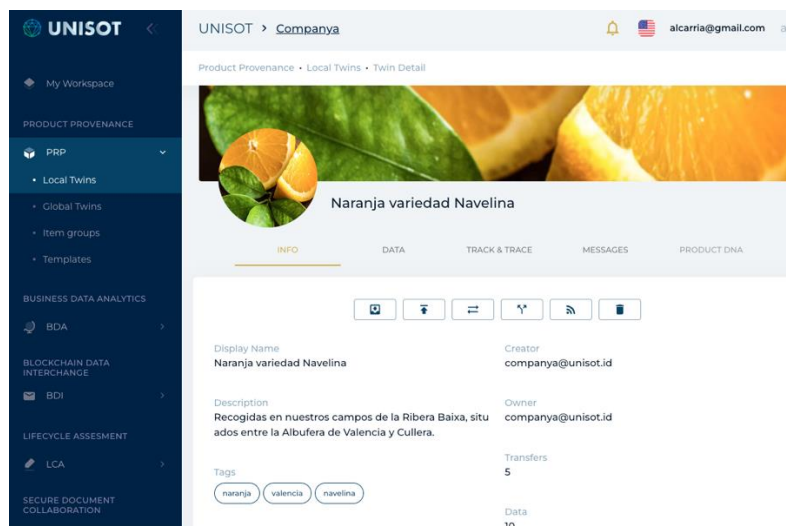 UNISOT
UNISOT > Companya
alcarria@gmail.com
Product Provenance • Local Twins • Twin Detail
My Workspace
PRODUCT PROVENANCE
PRP
• Local Twins
• Global Twins
• Item groups
• Templates
BUSINESS DATA ANALYTICS
BDA
BLOCKCHAIN DATA
INTERCHANGE
BDI
LIFECYCLE ASSESMENT
LCA
SECURE DOCUMENT
COLLABORATION
Naranja variedad Navelina
INFO DATA TRACK & TRACE MESSAGES PRODUCT DNA
Display Name
Naranja variedad Navelina
Description
Recogidas en nuestros campos de la Ribera Baixa, situ
ados entre la Albufera de Valencia y Cullera.
Tags
naranja valencia navelina
Creator
companya@unisot.id
Owner
companya@unisot.id
Transfers
5
Data
10